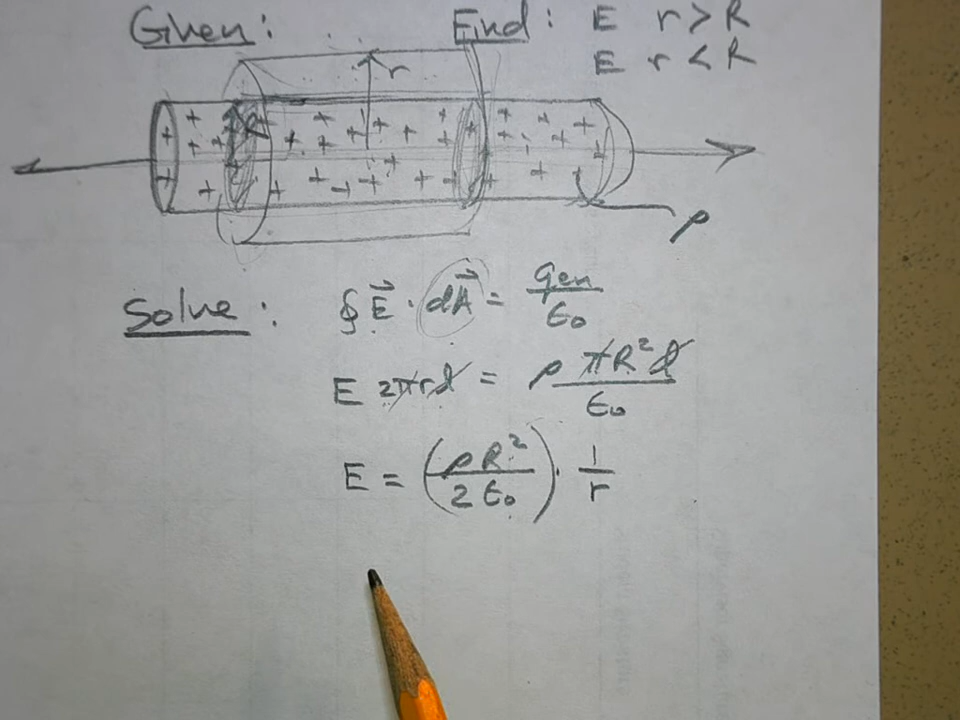 Given: Find: E r > R
E r < R
r
R
ρ
Solve: ∮ E⃗ · dA⃗ = qen/ϵ₀
E 2πrl = ρ πR²l/ϵ₀
E = (ρR²/2ϵ₀) · 1/r